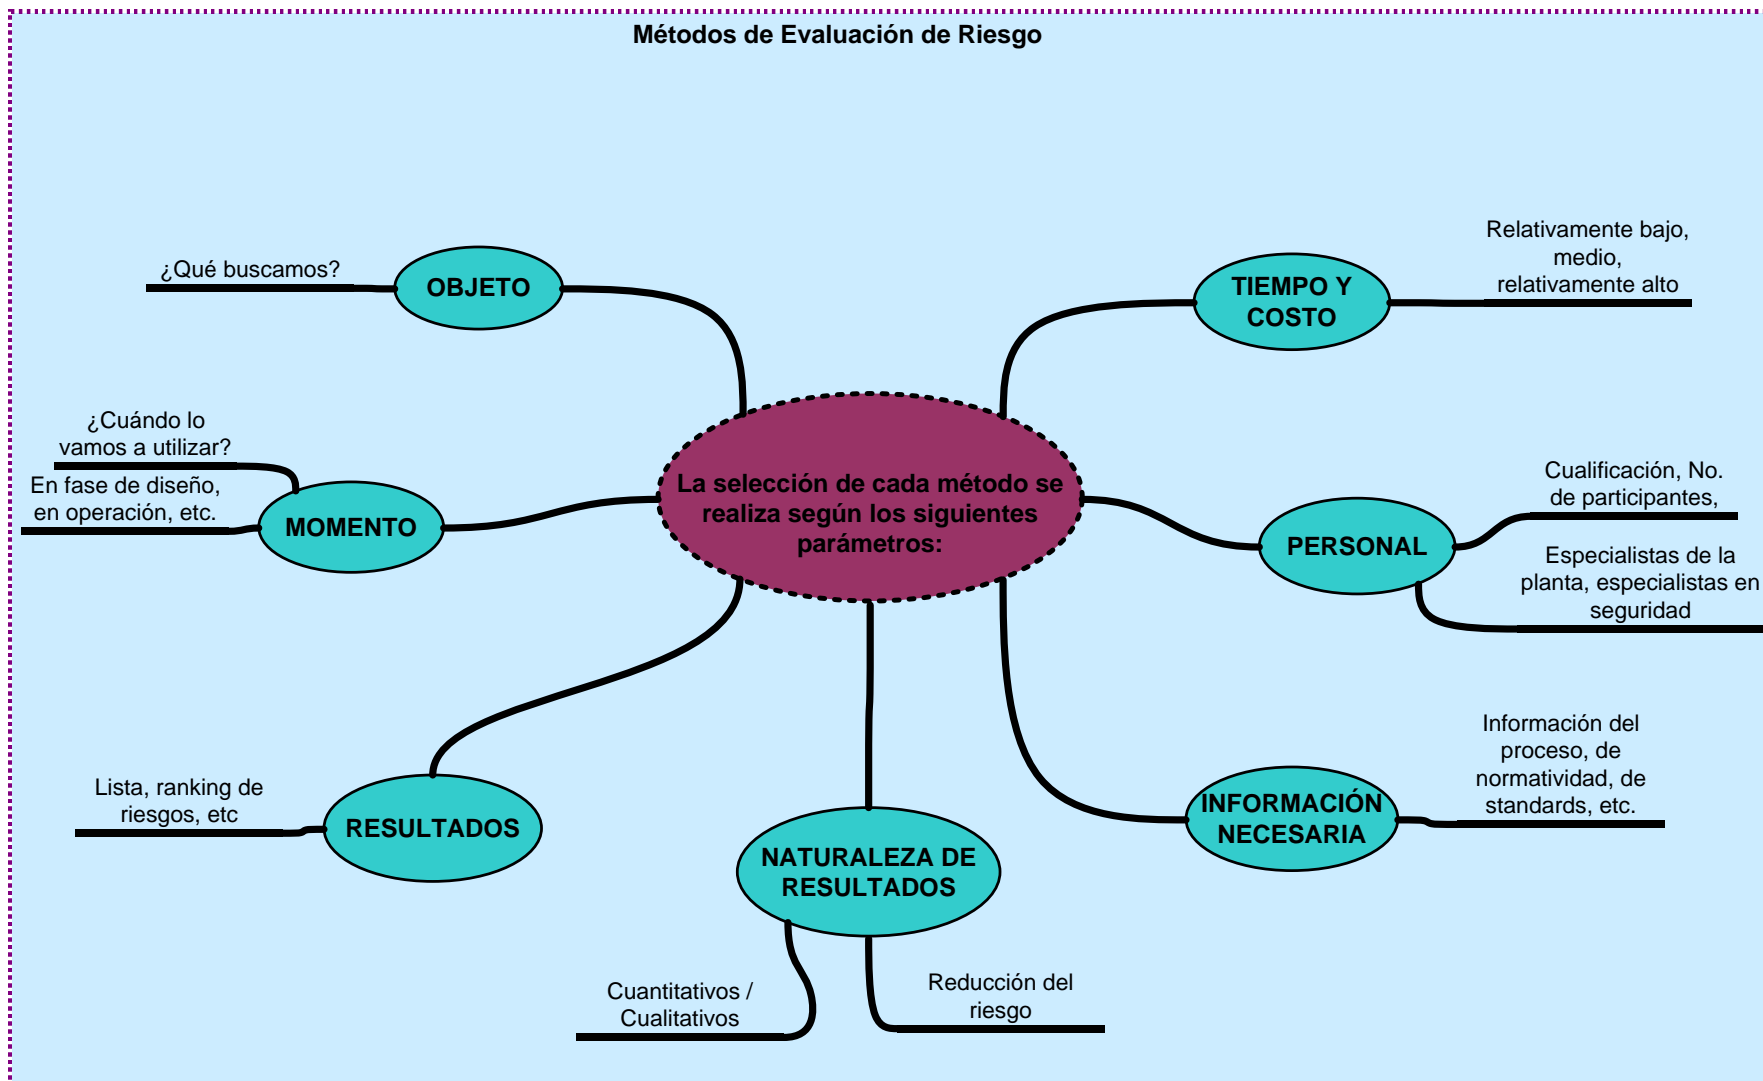 Métodos de Evaluación de Riesgo
¿Qué buscamos?
OBJETO
TIEMPO Y
COSTO
Relativamente bajo,
medio,
relativamente alto
¿Cuándo lo
vamos a utilizar?
En fase de diseño,
en operación, etc.
MOMENTO
La selección de cada método se
realiza según los siguientes
parámetros:
PERSONAL
Cualificación, No.
de participantes,
Especialistas de la
planta, especialistas en
seguridad
Lista, ranking de
riesgos, etc
RESULTADOS
NATURALEZA DE
RESULTADOS
Cuantitativos /
Cualitativos
Reducción del
riesgo
INFORMACIÓN
NECESARIA
Información del
proceso, de
normatividad, de
standards, etc.